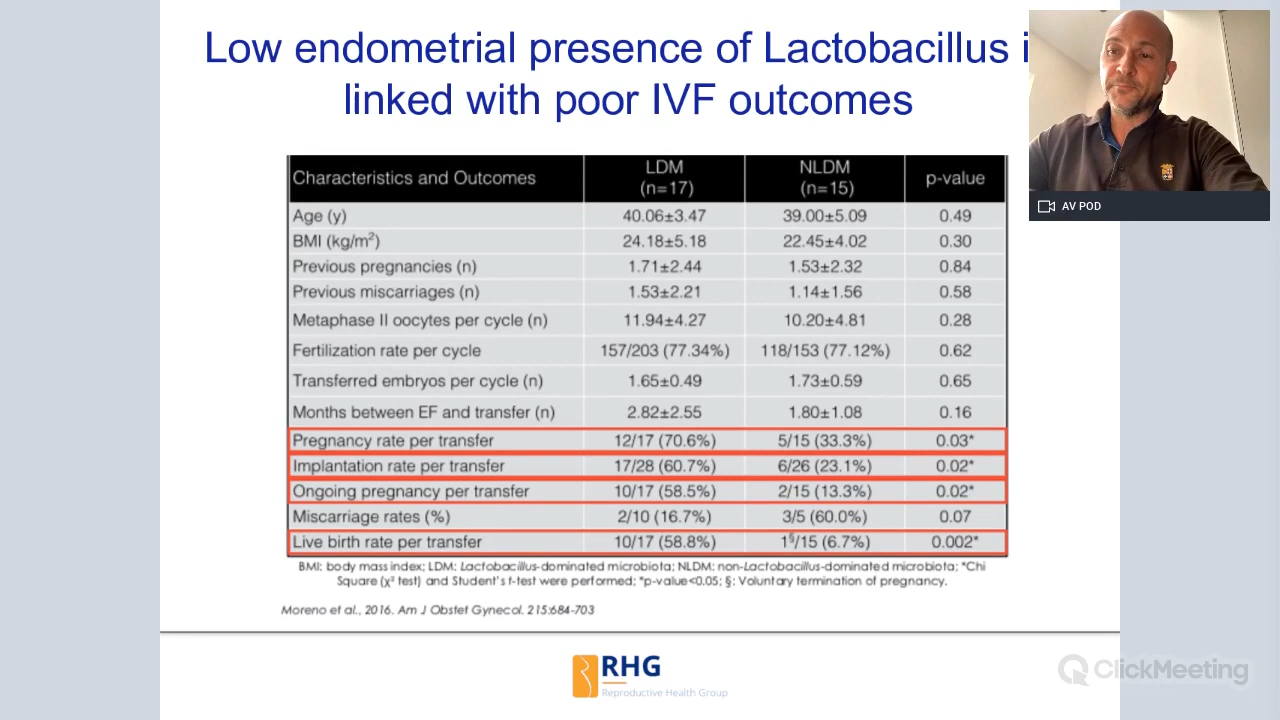 Low endometrial presence of Lactobacillus i
linked with poor IVF outcomes
Characteristics and Outcomes LDM (n=17) NLDM (n=15) p-value
Age (y) 40.06±3.47 39.00±5.09 0.49
BMI (kg/m²) 24.18±5.18 22.45±4.02 0.30
Previous pregnancies (n) 1.71±2.44 1.53±2.32 0.84
Previous miscarriages (n) 1.53±2.21 1.14±1.56 0.58
Metaphase II oocytes per cycle (n) 11.94±4.27 10.20±4.81 0.28
Fertilization rate per cycle 157/203 (77.34%) 118/153 (77.12%) 0.62
Transferred embryos per cycle (n) 1.65±0.49 1.73±0.59 0.65
Months between EF and transfer (n) 2.82±2.55 1.80±1.08 0.16
Pregnancy rate per transfer 12/17 (70.6%) 5/15 (33.3%) 0.03*
Implantation rate per transfer 17/28 (60.7%) 6/26 (23.1%) 0.02*
Ongoing pregnancy per transfer 10/17 (58.5%) 2/15 (13.3%) 0.02*
Miscarriage rates (%) 2/10 (16.7%) 3/5 (60.0%) 0.07
Live birth rate per transfer 10/17 (58.8%) 1§/15 (6.7%) 0.002*
BMI: body mass index; LDM: Lactobacillus-dominated microbiota; NLDM: non-Lactobacillus-dominated microbiota; *Chi
Square (χ² test) and Student's t-test were performed; *p-value<0.05; §: Voluntary termination of pregnancy.
Moreno et al., 2016. Am J Obstet Gynecol. 215:684-703
RHG
Reproductive Health Group
AV POD
ClickMeeting